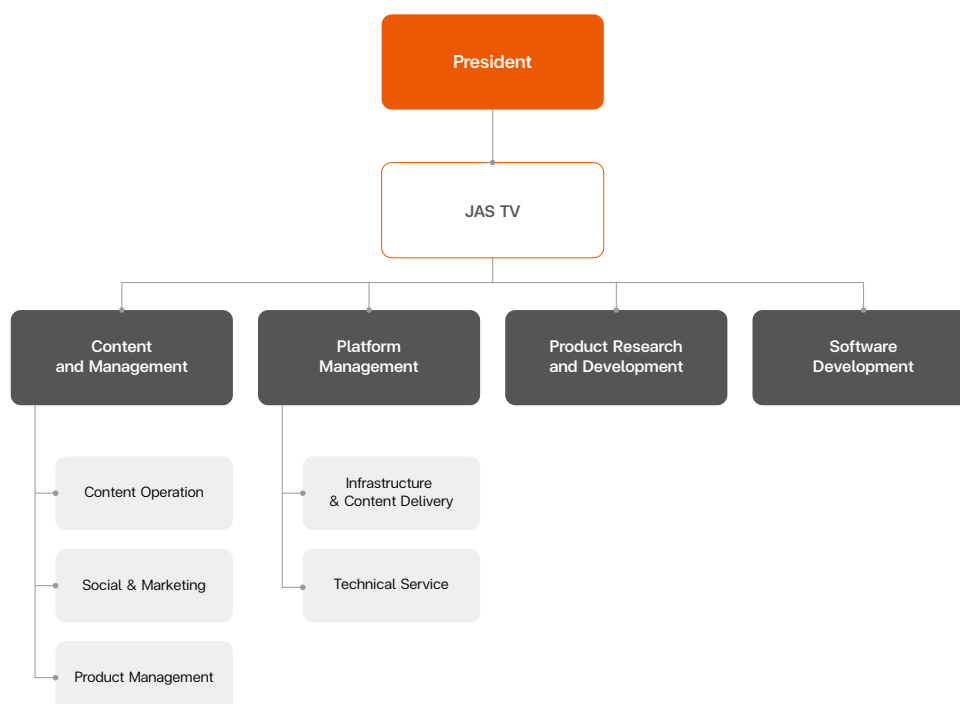 President
JAS TV
Content
and Management
Platform
Management
Product Research
and Development
Software
Development
Content Operation
Infrastructure
& Content Delivery
Social & Marketing
Technical Service
Product Management